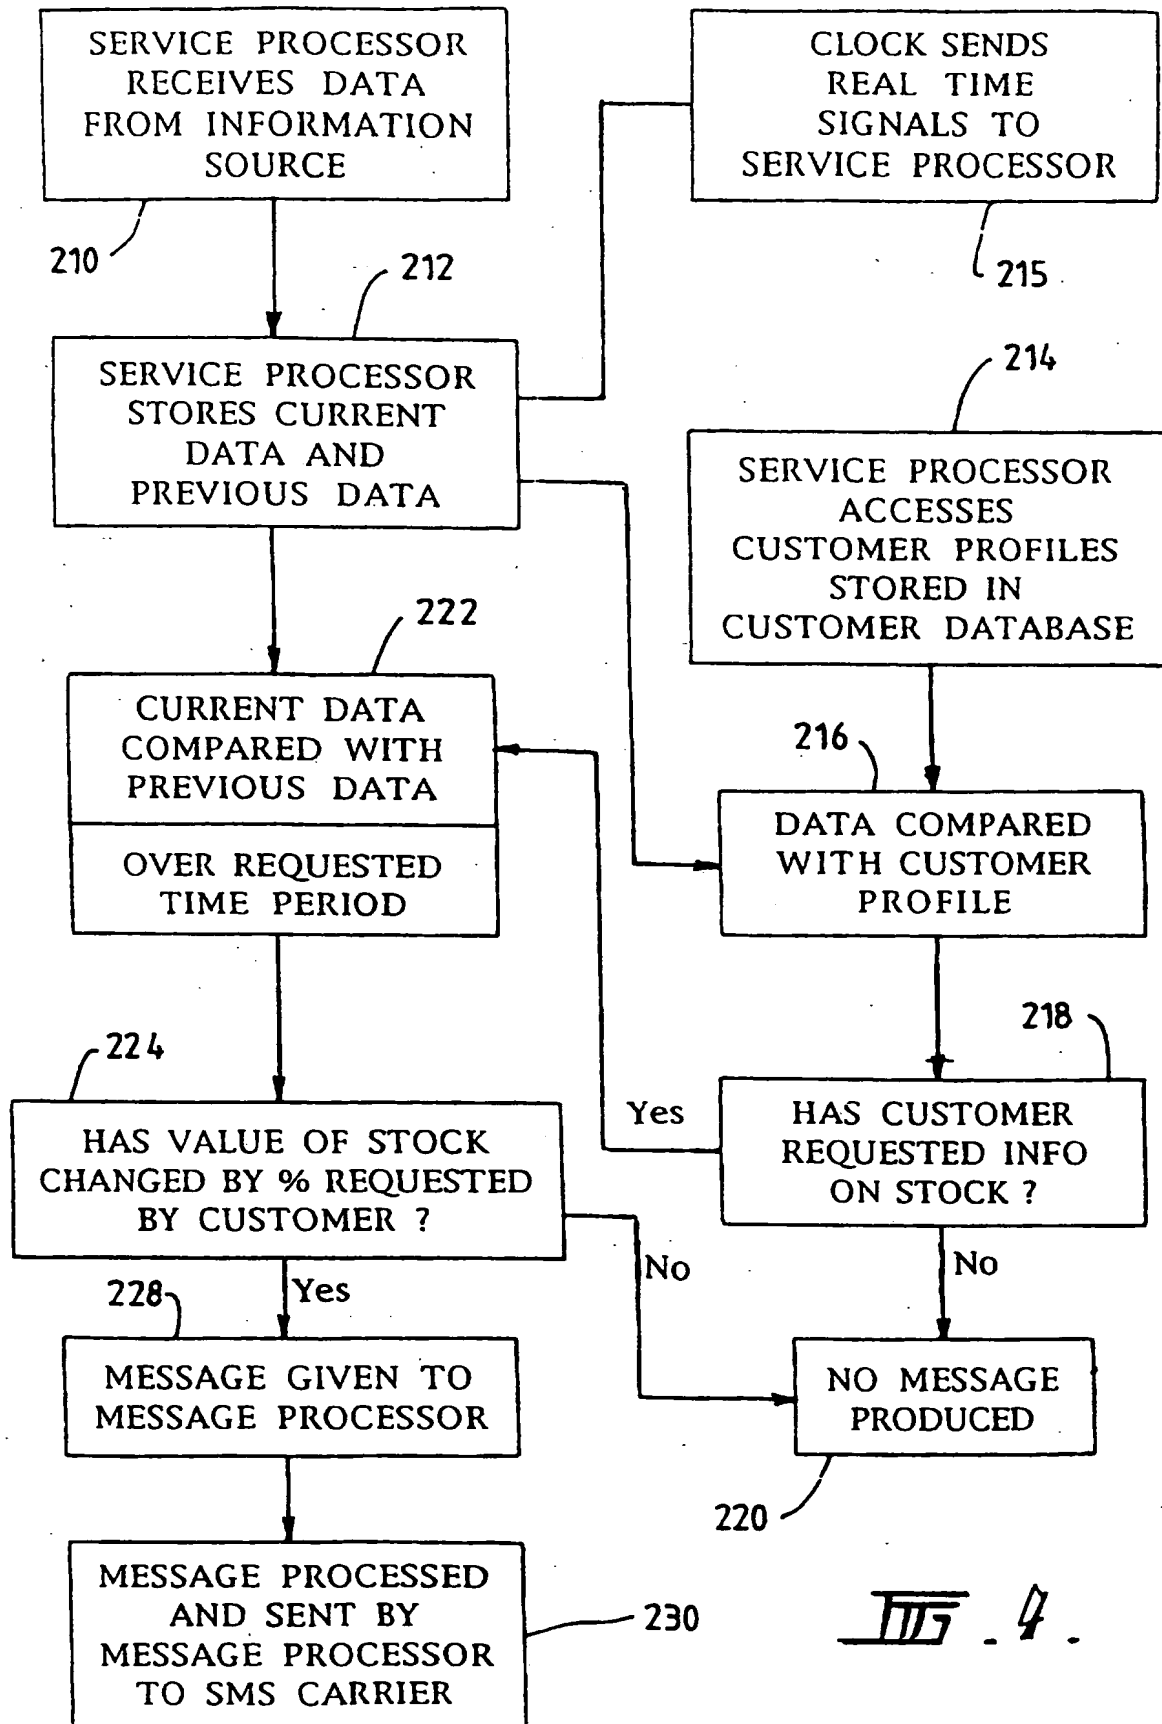 SERVICE PROCESSOR
RECEIVES DATA
FROM INFORMATION
SOURCE
210
CLOCK SENDS
REAL TIME
SIGNALS TO
SERVICE PROCESSOR
215
212
SERVICE PROCESSOR
STORES CURRENT
DATA AND
PREVIOUS DATA
214
SERVICE PROCESSOR
ACCESSES
CUSTOMER PROFILES
STORED IN
CUSTOMER DATABASE
222
CURRENT DATA
COMPARED WITH
PREVIOUS DATA
OVER REQUESTED
TIME PERIOD
216
DATA COMPARED
WITH CUSTOMER
PROFILE
218
HAS CUSTOMER
REQUESTED INFO
ON STOCK ?
Yes
No
224
HAS VALUE OF STOCK
CHANGED BY % REQUESTED
BY CUSTOMER ?
No
Yes
228
MESSAGE GIVEN TO
MESSAGE PROCESSOR
NO MESSAGE
PRODUCED
220
MESSAGE PROCESSED
AND SENT BY
MESSAGE PROCESSOR
TO SMS CARRIER
230
FIG. 4.